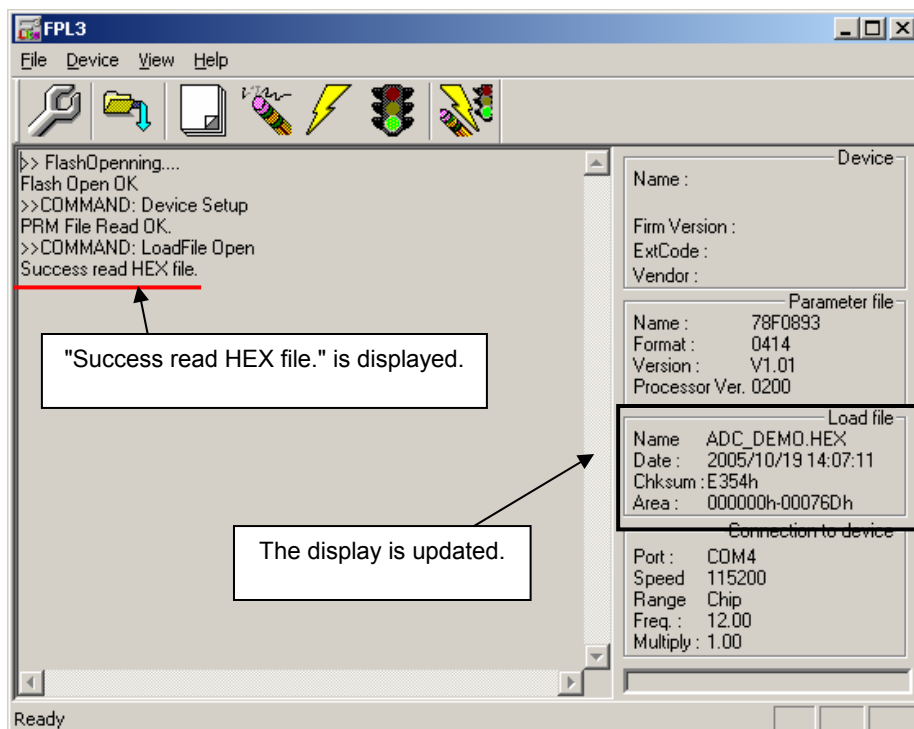 FPL3
File Device View Help
>> FlashOpenning....
Flash Open OK
>>COMMAND: Device Setup
PRM File Read OK.
>>COMMAND: LoadFile Open
Success read HEX file.
"Success read HEX file." is displayed.
The display is updated.
Device
Name :
Firm Version :
ExtCode :
Vendor :
Parameter file
Name : 78F0893
Format : 0414
Version : V1.01
Processor Ver. 0200
Load file
Name ADC_DEMO.HEX
Date : 2005/10/19 14:07:11
Chksum : E354h
Area : 000000h-00076Dh
Connection to device
Port : COM4
Speed 115200
Range Chip
Freq. : 12.00
Multiply : 1.00
Ready